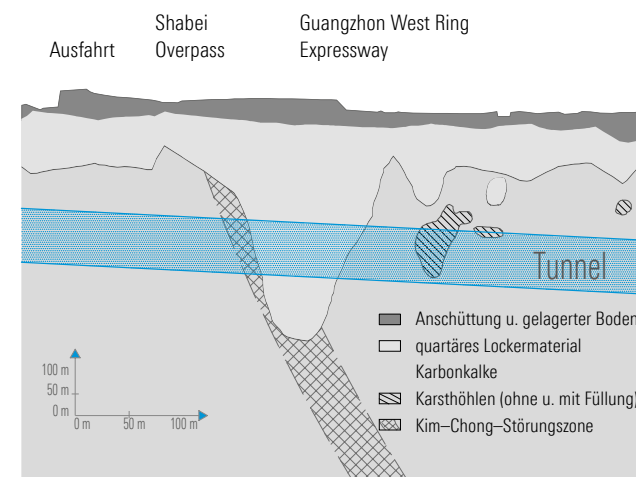 Ausfahrt
Shabei
Overpass
Guangzhon West Ring
Expressway
Tunnel
Anschüttung u. gelagerter Boden
quartäres Lockermaterial
Karbonkalke
Karsthöhlen (ohne u. mit Füllung)
Kim–Chong–Störungszone
100 m
50 m
0 m
0 m 50 m 100 m